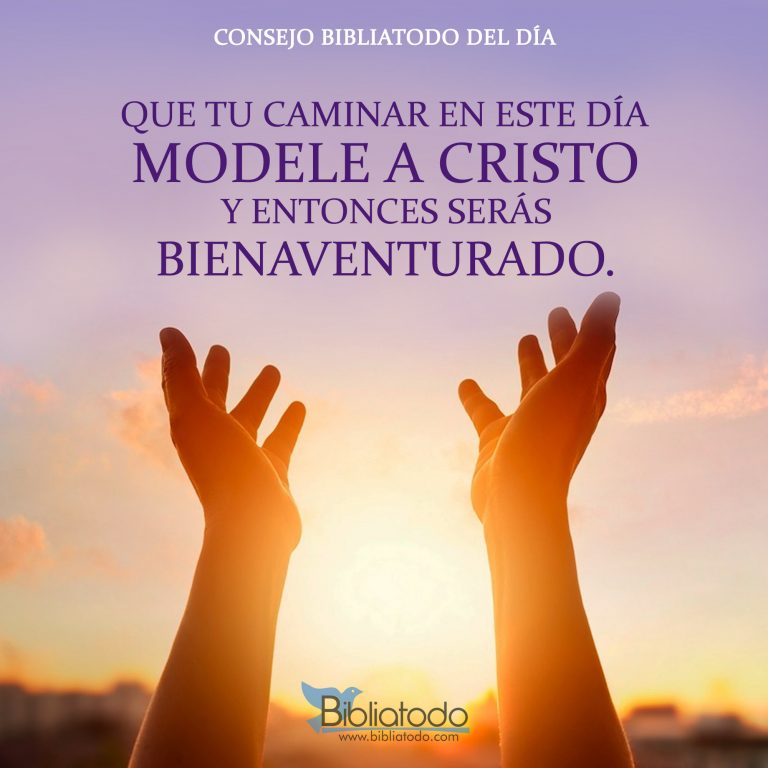 CONSEJO BIBLIATODO DEL DÍA
QUE TU CAMINAR EN ESTE DÍA
MODELE A CRISTO
Y ENTONCES SERÁS
BIENAVENTURADO.
Bibliatodo
www.bibliatodo.com